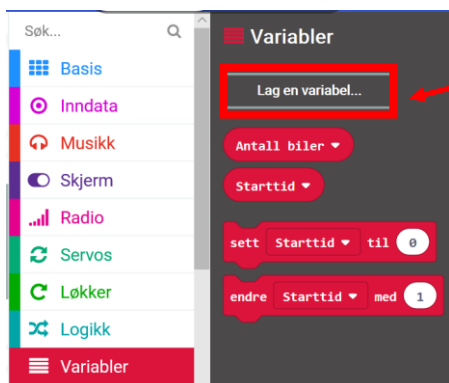 Søk...
Basis
Inndata
Musikk
Skjerm
Radio
Servos
Løkker
Logikk
Variabler
Variabler
Lag en variabel...
Antall biler
Starttid
sett Starttid til 0
endre Starttid med 1